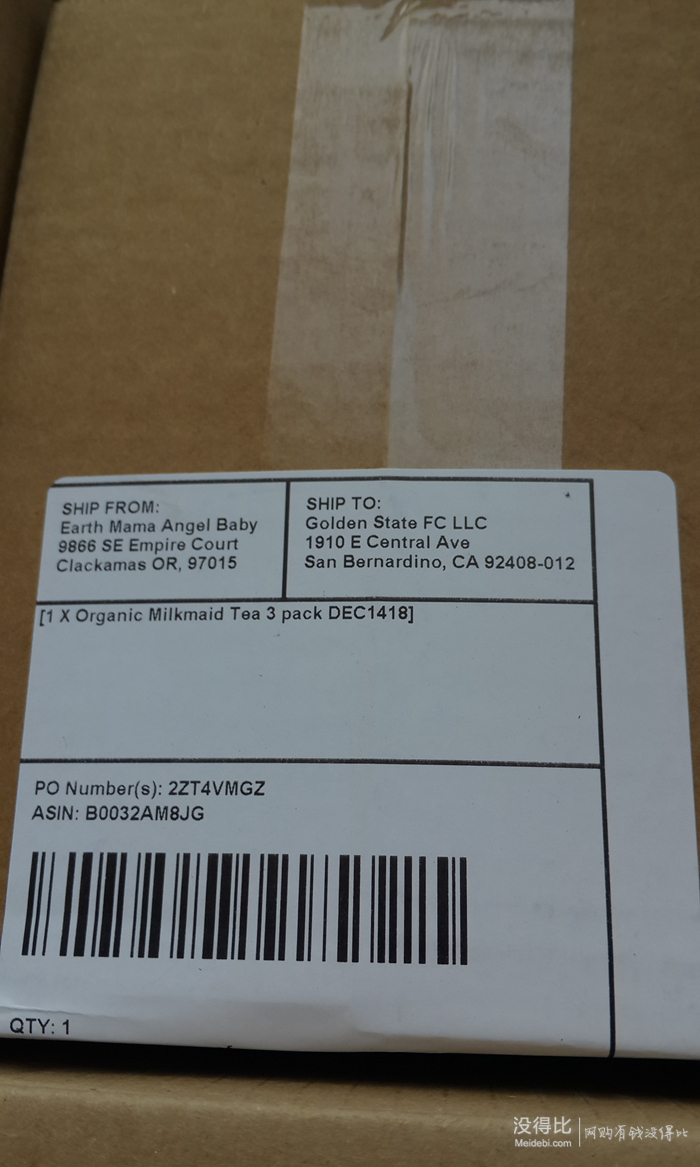 SHIP FROM:
Earth Mama Angel Baby
9866 SE Empire Court
Clackamas OR, 97015
SHIP TO:
Golden State FC LLC
1910 E Central Ave
San Bernardino, CA 92408-012
[1 X Organic Milkmaid Tea 3 pack DEC1418]
PO Number(s): 2ZT4VMGZ
ASIN: B0032AM8JG
QTY: 1
没得比
Meidebi.com
网购有钱没得比